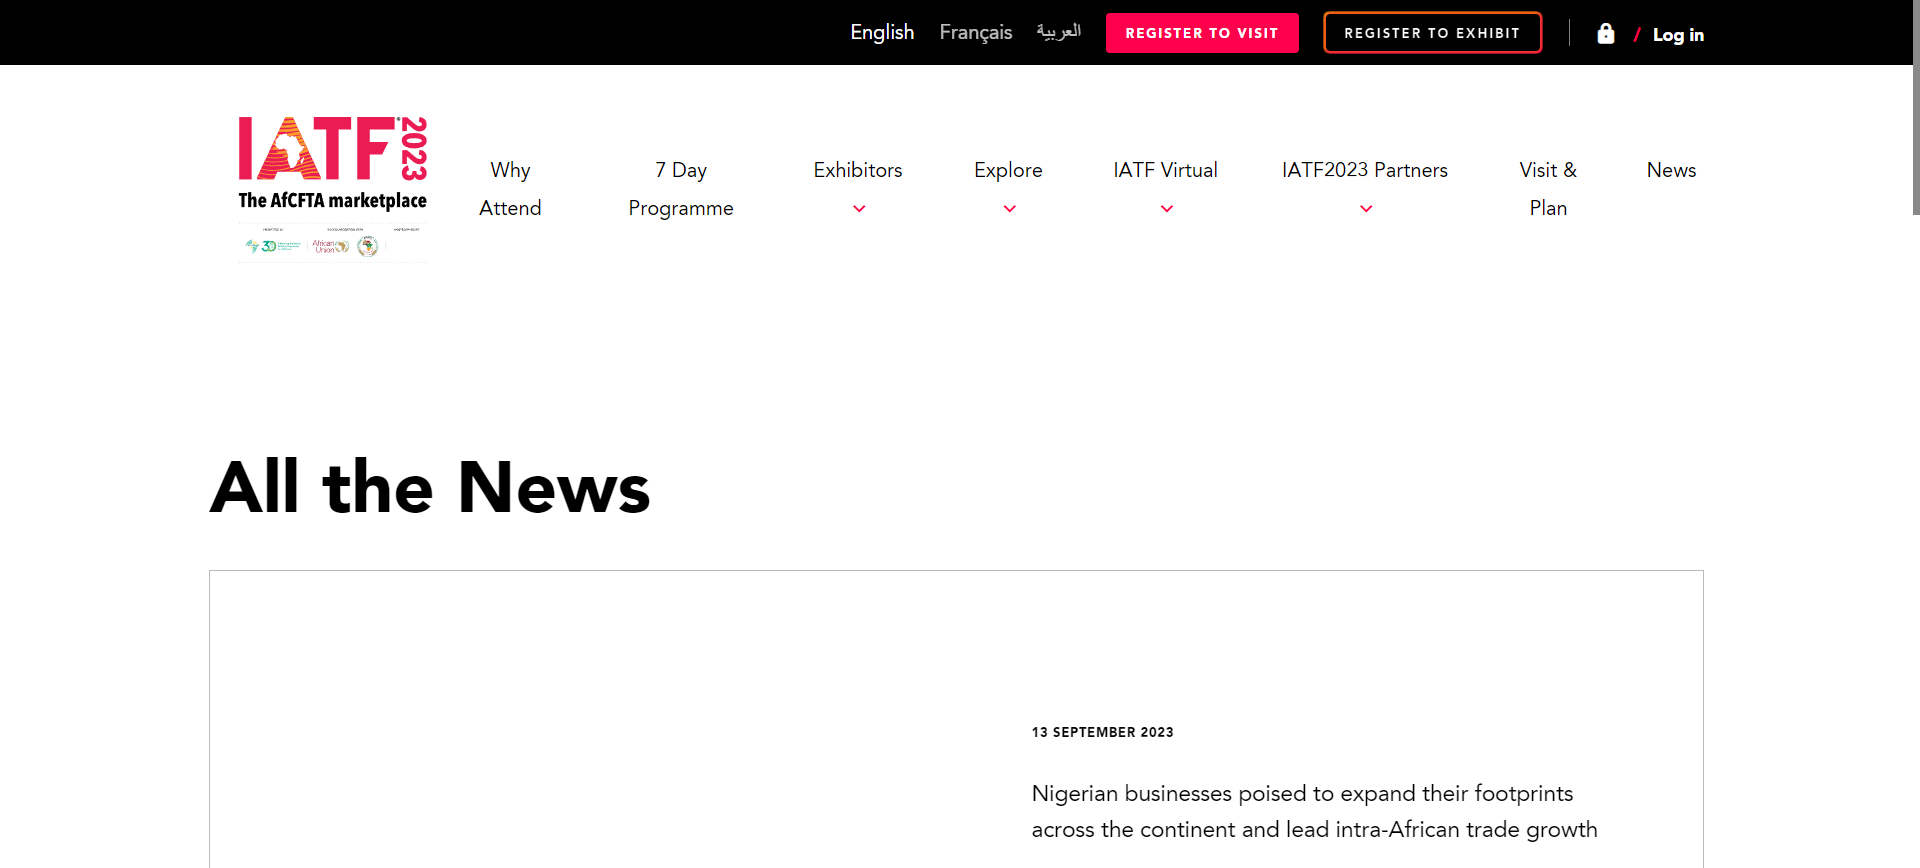 English Français العربية REGISTER TO VISIT REGISTER TO EXHIBIT / Log in
IATF 2023
The AfCFTA marketplace
African
Union
Why
Attend
7 Day
Programme
Exhibitors
Explore
IATF Virtual
IATF2023 Partners
Visit &
Plan
News
All the News
13 SEPTEMBER 2023
Nigerian businesses poised to expand their footprints
across the continent and lead intra-African trade growth